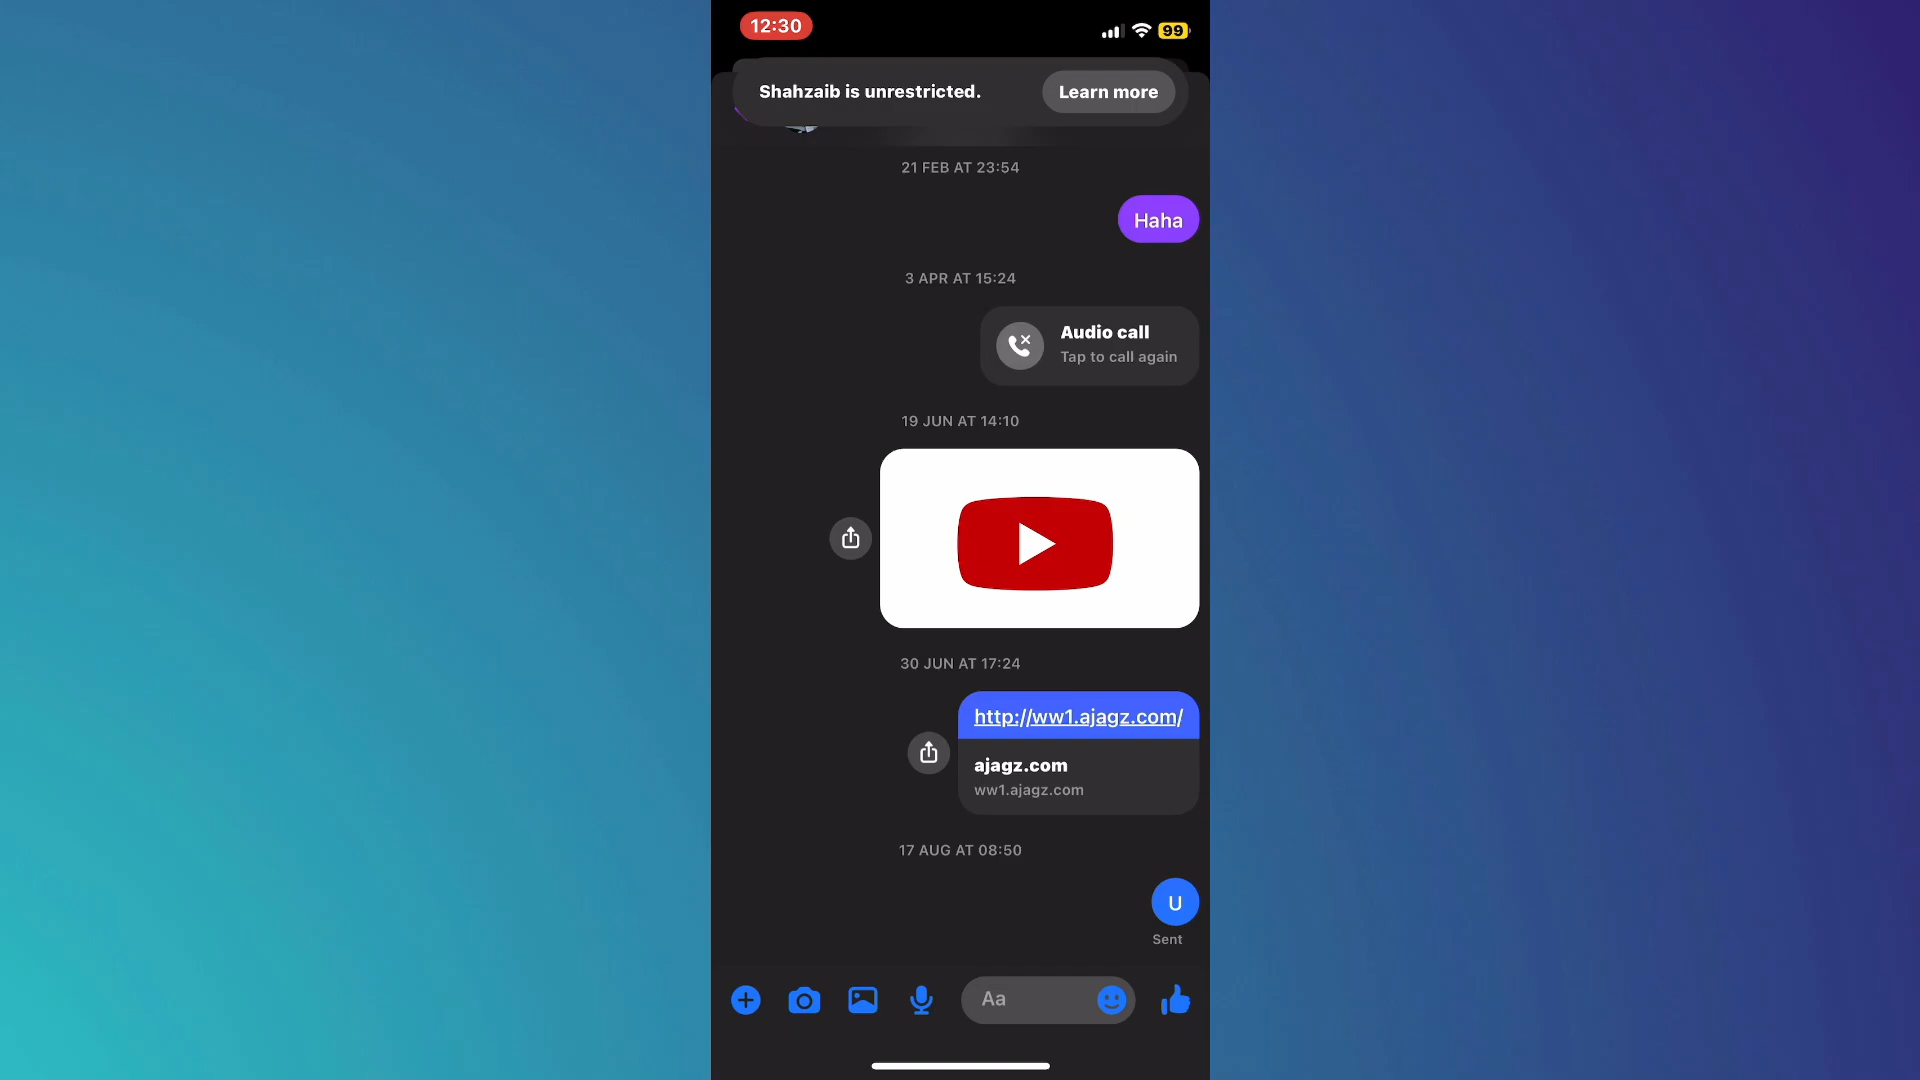 12:30
99
Shahzaib is unrestricted.
Learn more
21 FEB AT 23:54
Haha
3 APR AT 15:24
Audio call
Tap to call again
19 JUN AT 14:10
30 JUN AT 17:24
http://ww1.ajagz.com/
ajagz.com
ww1.ajagz.com
17 AUG AT 08:50
U
Sent
Aa